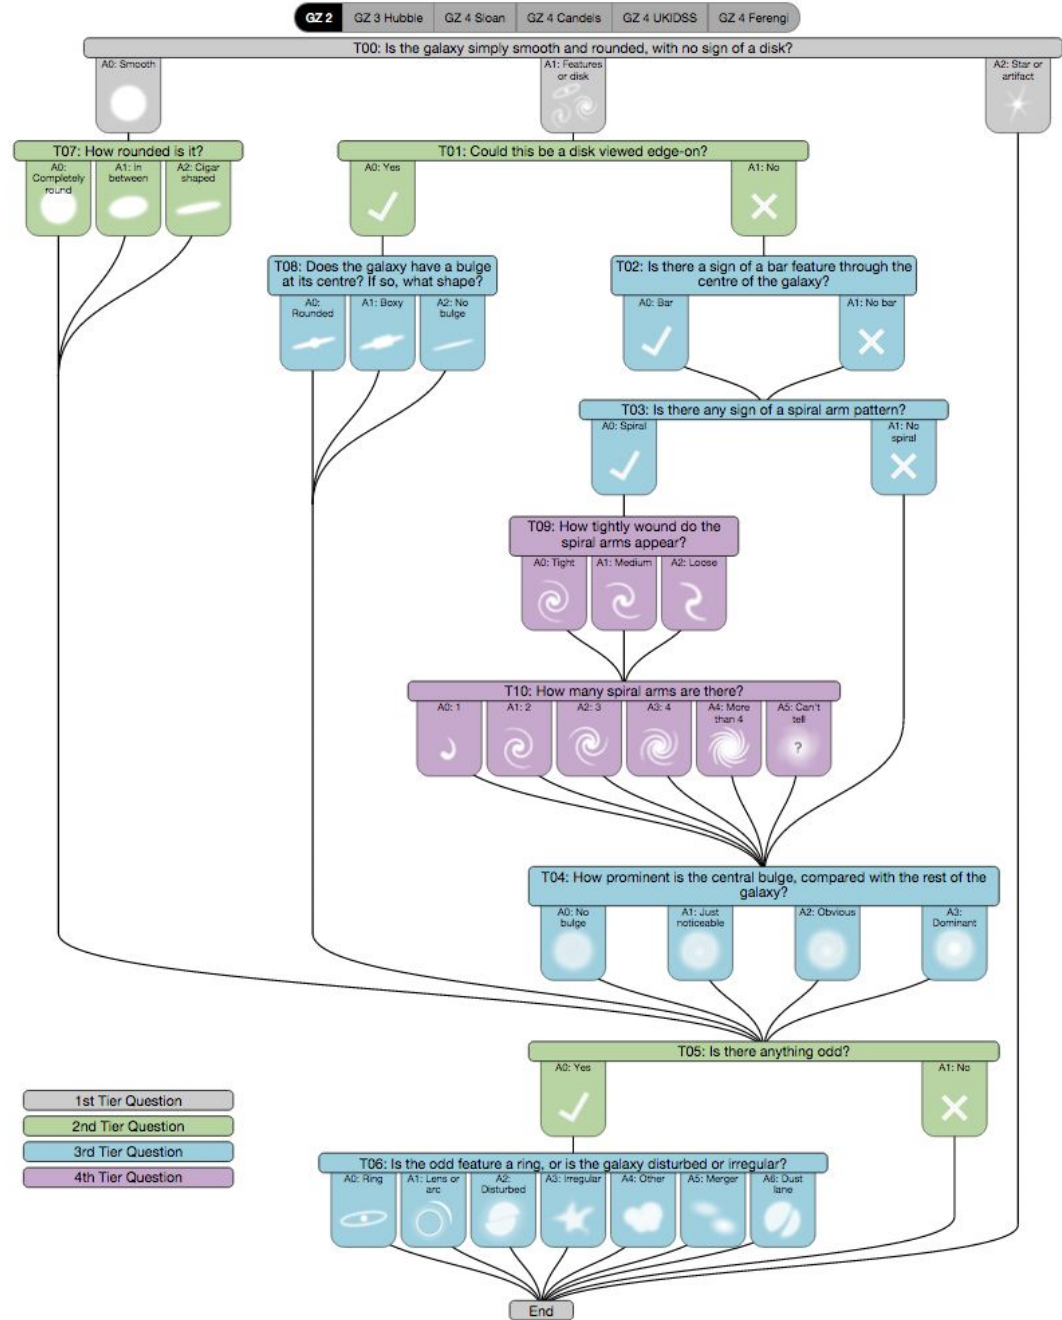 GZ 2 GZ 3 Hubble GZ 4 Sloan GZ 4 Candels GZ 4 UKIDSS GZ 4 Ferengi
T00: Is the galaxy simply smooth and rounded, with no sign of a disk?
A0: Smooth
A1: Features
or disk
A2: Star or
artifact
T07: How rounded is it?
A0:
Completely
round
A1: In
between
A2: Cigar
shaped
T01: Could this be a disk viewed edge-on?
A0: Yes
A1: No
T08: Does the galaxy have a bulge
at its centre? If so, what shape?
A0:
Rounded
A1: Boxy
A2: No
bulge
T02: Is there a sign of a bar feature through the
centre of the galaxy?
A0: Bar
A1: No bar
T03: Is there any sign of a spiral arm pattern?
A0: Spiral
A1: No
spiral
T09: How tightly wound do the
spiral arms appear?
A0: Tight
A1: Medium
A2: Loose
T10: How many spiral arms are there?
A0: 1
A1: 2
A2: 3
A3: 4
A4: More
than 4
A5: Can't
tell
?
T04: How prominent is the central bulge, compared with the rest of the
galaxy?
A0: No
bulge
A1: Just
noticeable
A2: Obvious
A3:
Dominant
T05: Is there anything odd?
A0: Yes
A1: No
T06: Is the odd feature a ring, or is the galaxy disturbed or irregular?
A0: Ring
A1: Lens or
arc
A2:
Disturbed
A3: Irregular
A4: Other
A5: Merger
A6: Dust
lane
End
1st Tier Question
2nd Tier Question
3rd Tier Question
4th Tier Question